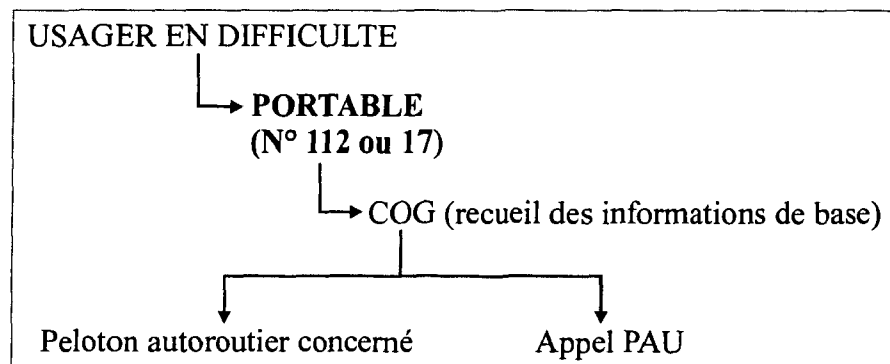 USAGER EN DIFFICULTE
PORTABLE
(N° 112 ou 17)
COG (recueil des informations de base)
Peloton autoroutier concerné
Appel PAU